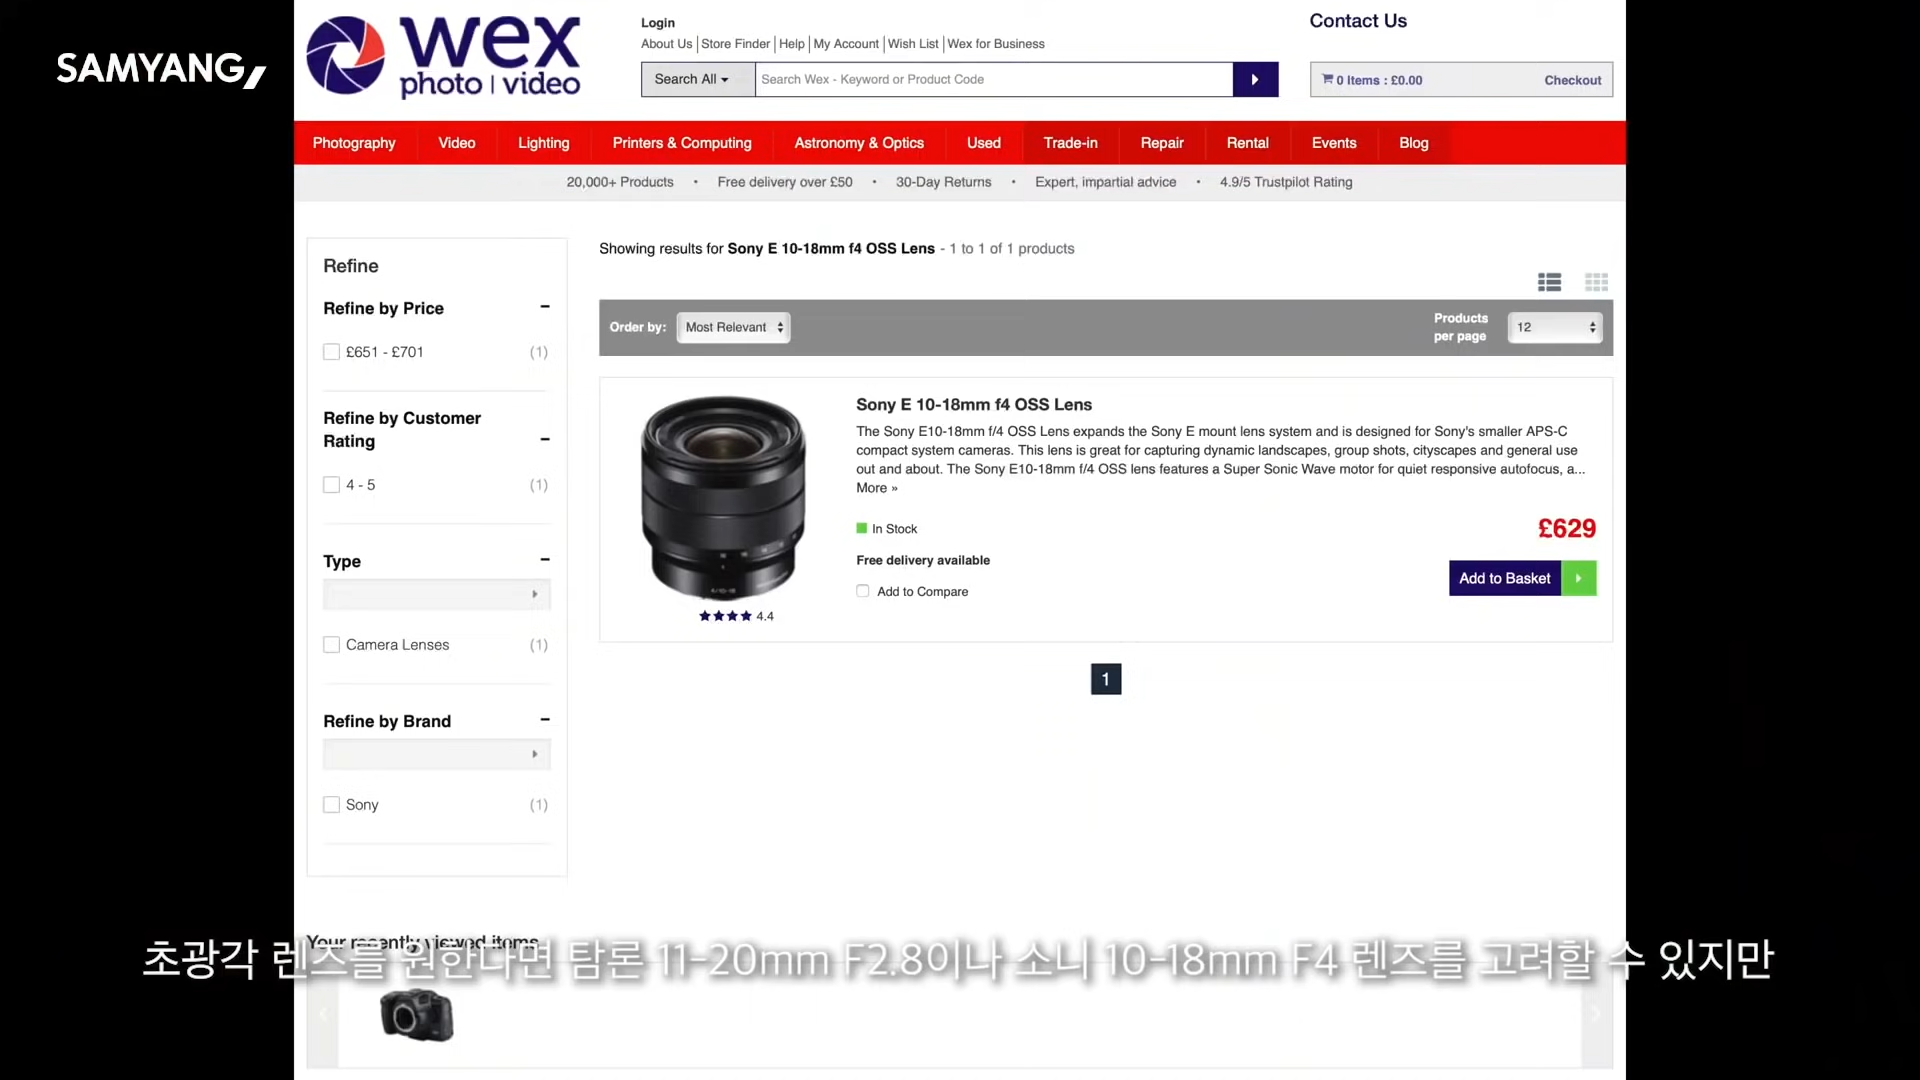 SAMYANG
wex
photo | video
Login
About Us | Store Finder | Help | My Account | Wish List | Wex for Business
Search All
Search Wex - Keyword or Product Code
Contact Us
0 Items : £0.00
Checkout
Photography Video Lighting Printers & Computing Astronomy & Optics Used Trade-in Repair Rental Events Blog
20,000+ Products • Free delivery over £50 • 30-Day Returns • Expert, impartial advice • 4.9/5 Trustpilot Rating
Refine
Refine by Price
£651 - £701 (1)
Refine by Customer
Rating
4 - 5 (1)
Type
Camera Lenses (1)
Refine by Brand
Sony (1)
Showing results for Sony E 10-18mm f4 OSS Lens - 1 to 1 of 1 products
Order by: Most Relevant
Products
per page
12
Sony E 10-18mm f4 OSS Lens
The Sony E10-18mm f/4 OSS Lens expands the Sony E mount lens system and is designed for Sony's smaller APS-C
compact system cameras. This lens is great for capturing dynamic landscapes, group shots, cityscapes and general use
out and about. The Sony E10-18mm f/4 OSS lens features a Super Sonic Wave motor for quiet responsive autofocus, a...
More »
In Stock
£629
Free delivery available
Add to Basket
Add to Compare
4.4
1
Your recently viewed items
초광각 렌즈를 원한다면 탐론 11-20mm F2.8이나 소니 10-18mm F4 렌즈를 고려할 수 있지만